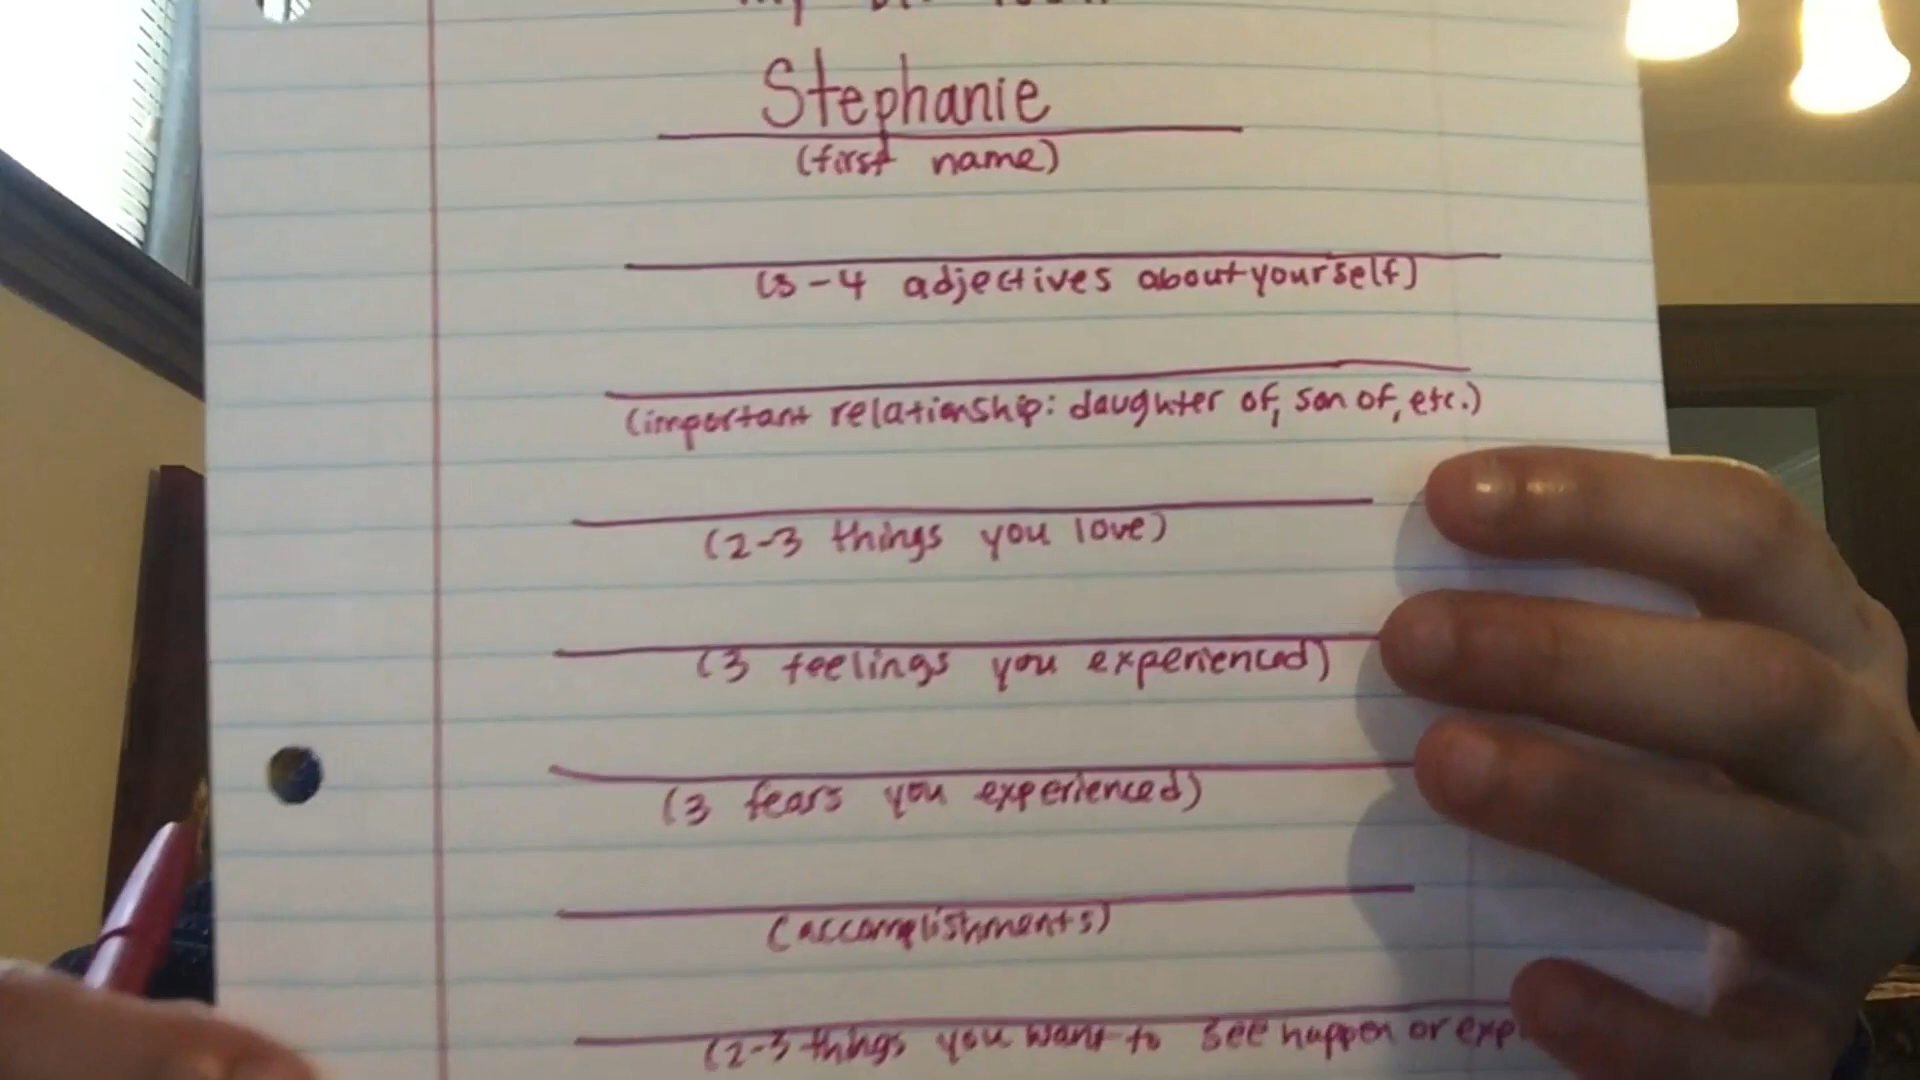 Stephanie
(first name)
(3-4 adjectives about yourself)
(important relationship: daughter of, son of, etc.)
(2-3 things you love)
(3 feelings you experienced)
(3 fears you experienced)
(accomplishments)
(2-3 things you want to see happen or